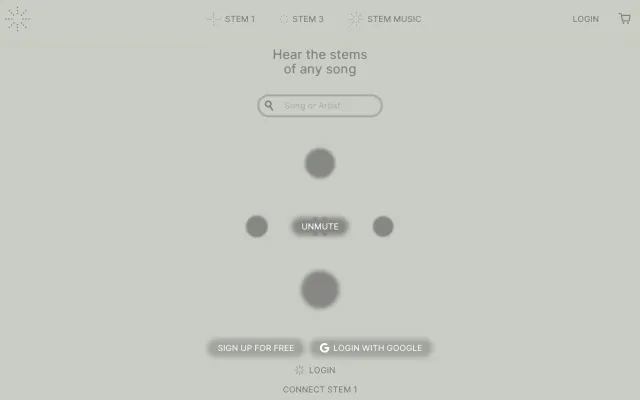 STEM 1
STEM 3
STEM MUSIC
LOGIN
Hear the stems
of any song
Song or Artist
UNMUTE
SIGN UP FOR FREE
LOGIN WITH GOOGLE
LOGIN
CONNECT STEM 1